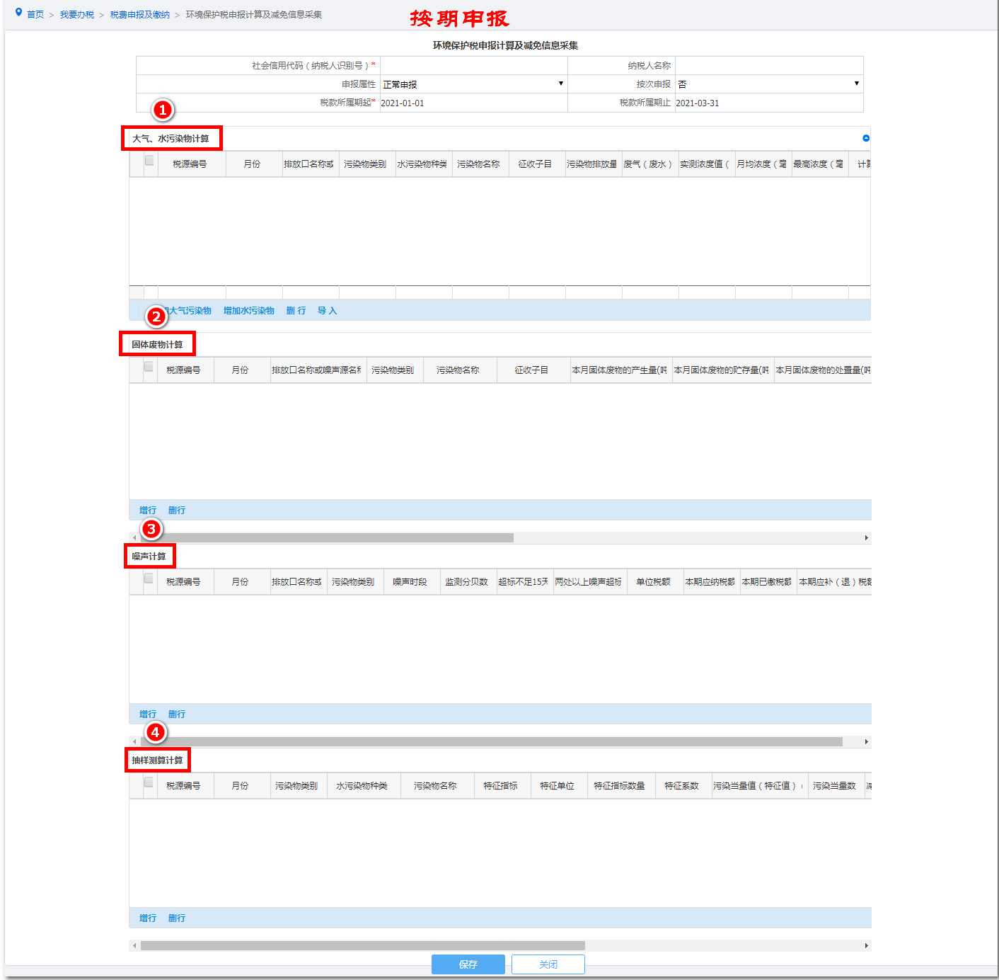 首页 > 我要办税 > 税费申报及缴纳 > 环境保护税申报计算及减免信息采集
按期申报
环境保护税申报计算及减免信息采集
社会信用代码（纳税人识别号）* 纳税人名称
申报属性 正常申报 按次申报 否
税款所属期起* 2021-01-01 税款所属期止 2021-03-31
1
大气、水污染物计算
税源编号 月份 排放口名称或 污染物类别 水污染物种类 污染物名称 征收子目 污染物排放量 废气（废水） 实测浓度值（ 月均浓度（毫 最高浓度（毫 计算
2
大气污染物 增加水污染物 删行 导入
固体废物计算
税源编号 月份 排放口名称或噪声源名称 污染物类别 污染物名称 征收子目 本月固体废物的产生量(吨 本月固体废物的贮存量(吨 本月固体废物的处置量(吨
增行 删行
3
噪声计算
税源编号 月份 排放口名称或 污染物类别 噪声时段 监测分贝数 超标不足15天 两处以上噪声超标 单位税额 本期应纳税额 本期已缴税额 本期应补（退）税额
增行 删行
4
抽样测算计算
税源编号 月份 污染物类别 水污染物种类 污染物名称 特征指标 特征单位 特征指标数量 特征系数 污染当量值（特征值）（ 污染当量数 减
增行 删行
保存 关闭